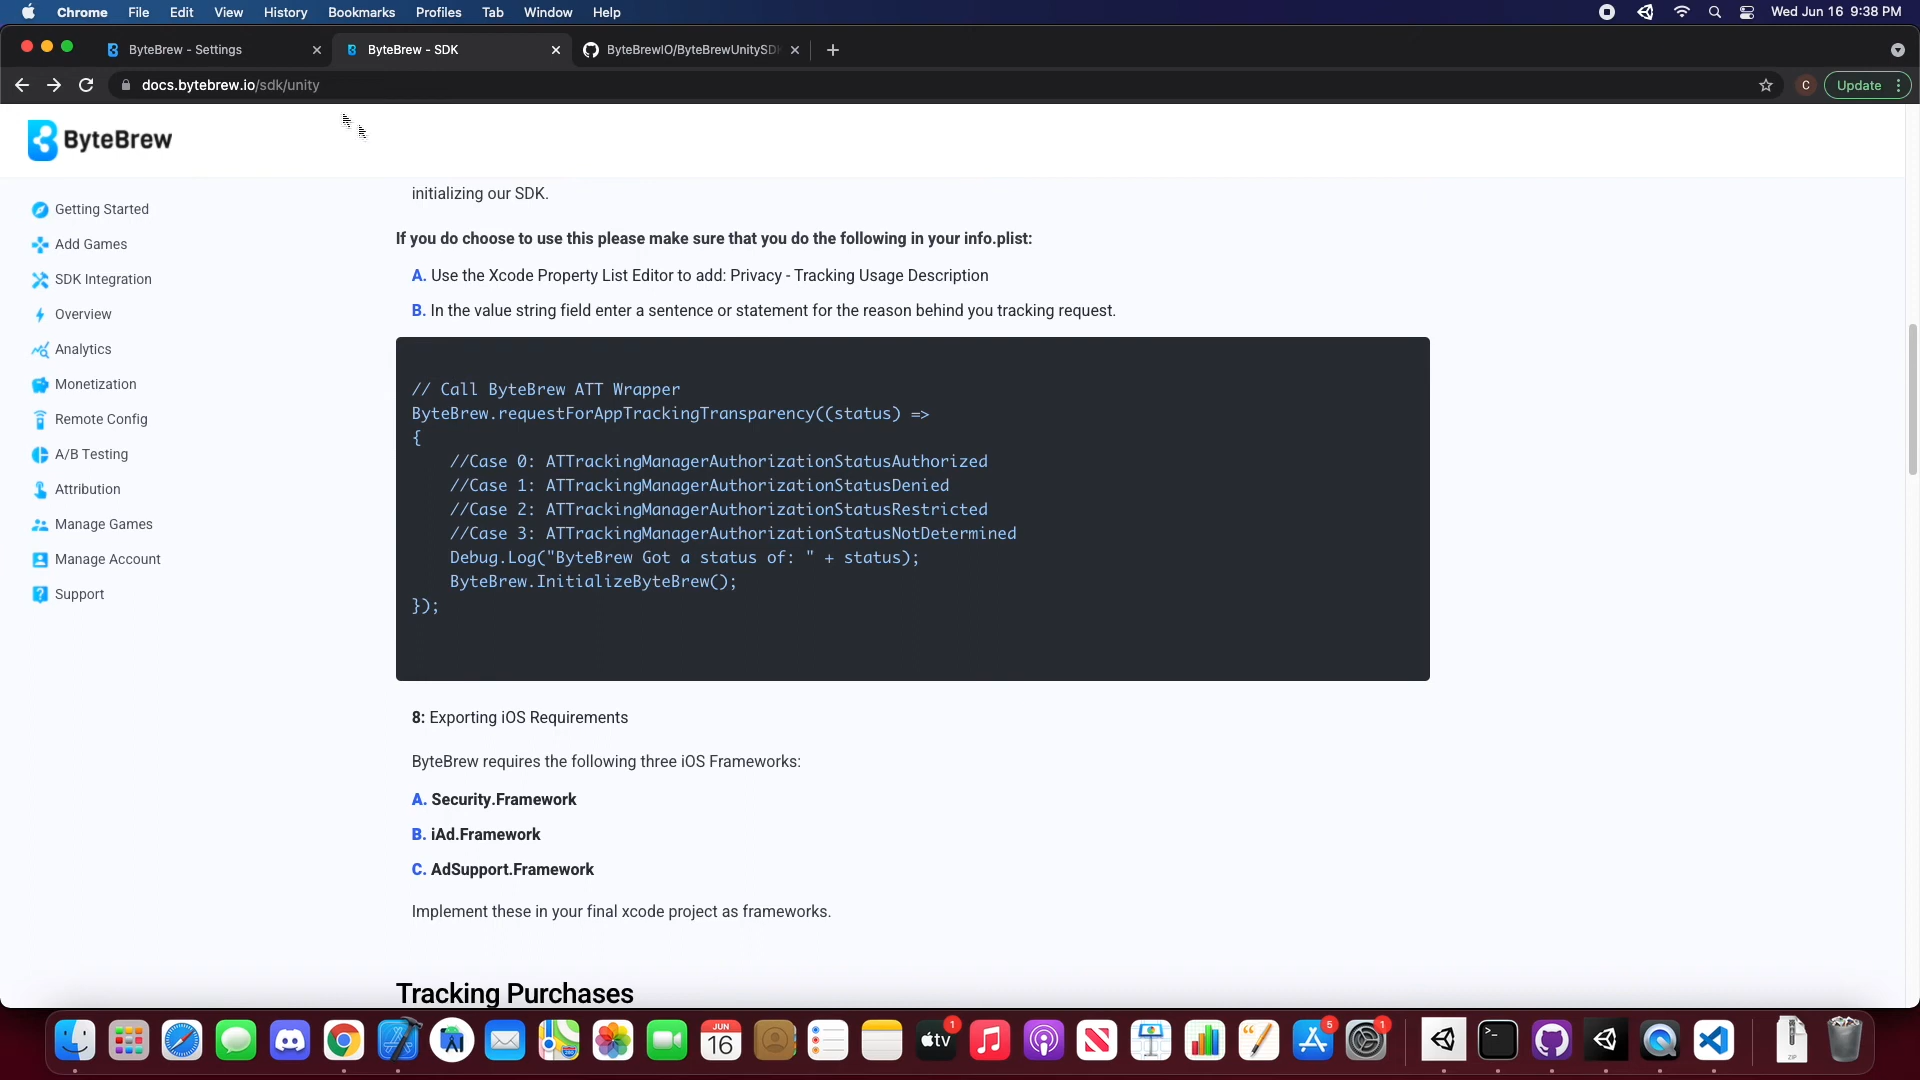 Chrome File Edit View History Bookmarks Profiles Tab Window Help Wed Jun 16 9:38 PM
ByteBrew - Settings ByteBrew - SDK ByteBrewIO/ByteBrewUnitySD
docs.bytebrew.io/sdk/unity C Update
ByteBrew
Getting Started
Add Games
SDK Integration
Overview
Analytics
Monetization
Remote Config
A/B Testing
Attribution
Manage Games
Manage Account
Support
initializing our SDK.
If you do choose to use this please make sure that you do the following in your info.plist:
A. Use the Xcode Property List Editor to add: Privacy - Tracking Usage Description
B. In the value string field enter a sentence or statement for the reason behind you tracking request.
// Call ByteBrew ATT Wrapper
ByteBrew.requestForAppTrackingTransparency((status) =>
{
//Case 0: ATTrackingManagerAuthorizationStatusAuthorized
//Case 1: ATTrackingManagerAuthorizationStatusDenied
//Case 2: ATTrackingManagerAuthorizationStatusRestricted
//Case 3: ATTrackingManagerAuthorizationStatusNotDetermined
Debug.Log("ByteBrew Got a status of: " + status);
ByteBrew.InitializeByteBrew();
});
8: Exporting iOS Requirements
ByteBrew requires the following three iOS Frameworks:
A. Security.Framework
B. iAd.Framework
C. AdSupport.Framework
Implement these in your final xcode project as frameworks.
Tracking Purchases
JUN
16
tv
1
5
1
ZIP